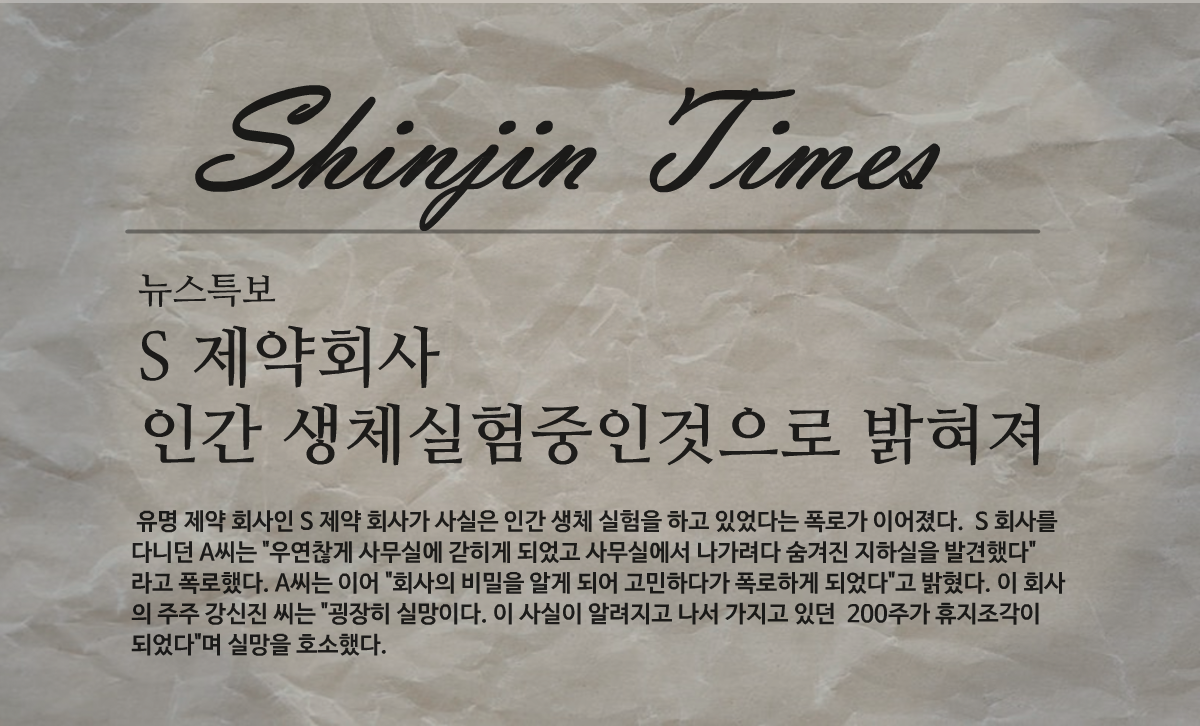 Shinjin Times
뉴스특보
S 제약회사
인간 생체실험중인것으로 밝혀져
유명 제약 회사인 S 제약 회사가 사실은 인간 생체 실험을 하고 있었다는 폭로가 이어졌다. S 회사를
다니던 A씨는 "우연찮게 사무실에 갇히게 되었고 사무실에서 나가려다 숨겨진 지하실을 발견했다"
라고 폭로했다. A씨는 이어 "회사의 비밀을 알게 되어 고민하다가 폭로하게 되었다"고 밝혔다. 이 회사
의 주주 강신진 씨는 "굉장히 실망이다. 이 사실이 알려지고 나서 가지고 있던 200주가 휴지조각이
되었다"며 실망을 호소했다.